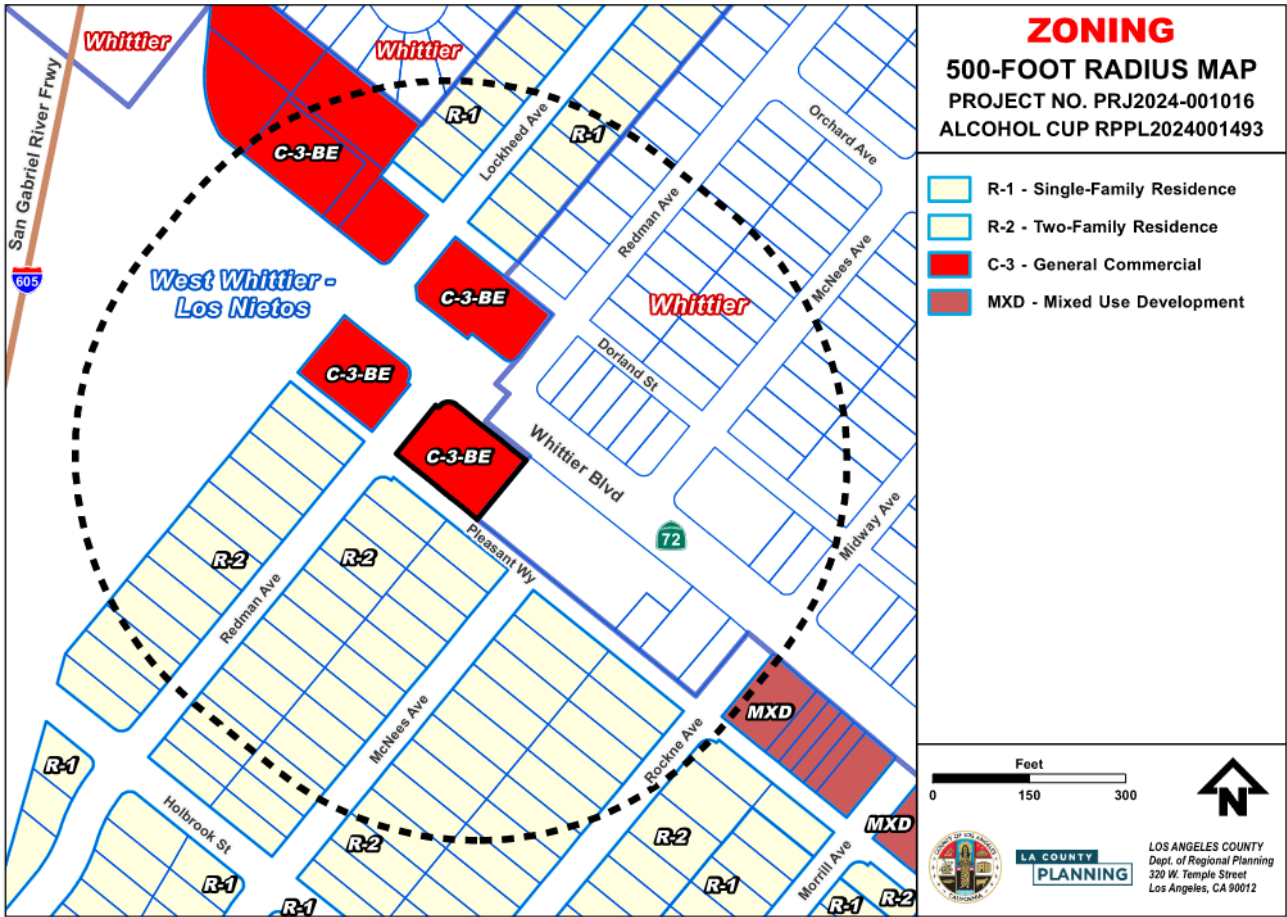 Whittier
Whittier
San Gabriel River Frwy
605
R-1
Lockheed Ave
R-1
C-3-BE
Orchard Ave
Redman Ave
McNees Ave
West Whittier -
Los Nietos
C-3-BE
Whittier
Dorland St
C-3-BE
C-3-BE
Whittier Blvd
72
Midway Ave
Pleasant Wy
R-2
R-2
Redman Ave
McNees Ave
Rockne Ave
MXD
R-1
Holbrook St
R-2
R-2
MXD
R-1
R-1
R-1
Morrill Ave
R-1
R-2
ZONING
500-FOOT RADIUS MAP
PROJECT NO. PRJ2024-001016
ALCOHOL CUP RPPL2024001493
R-1 - Single-Family Residence
R-2 - Two-Family Residence
C-3 - General Commercial
MXD - Mixed Use Development
Feet
0 150 300
N
COUNTY OF LOS ANGELES
CALIFORNIA
LA COUNTY
PLANNING
LOS ANGELES COUNTY
Dept. of Regional Planning
320 W. Temple Street
Los Angeles, CA 90012